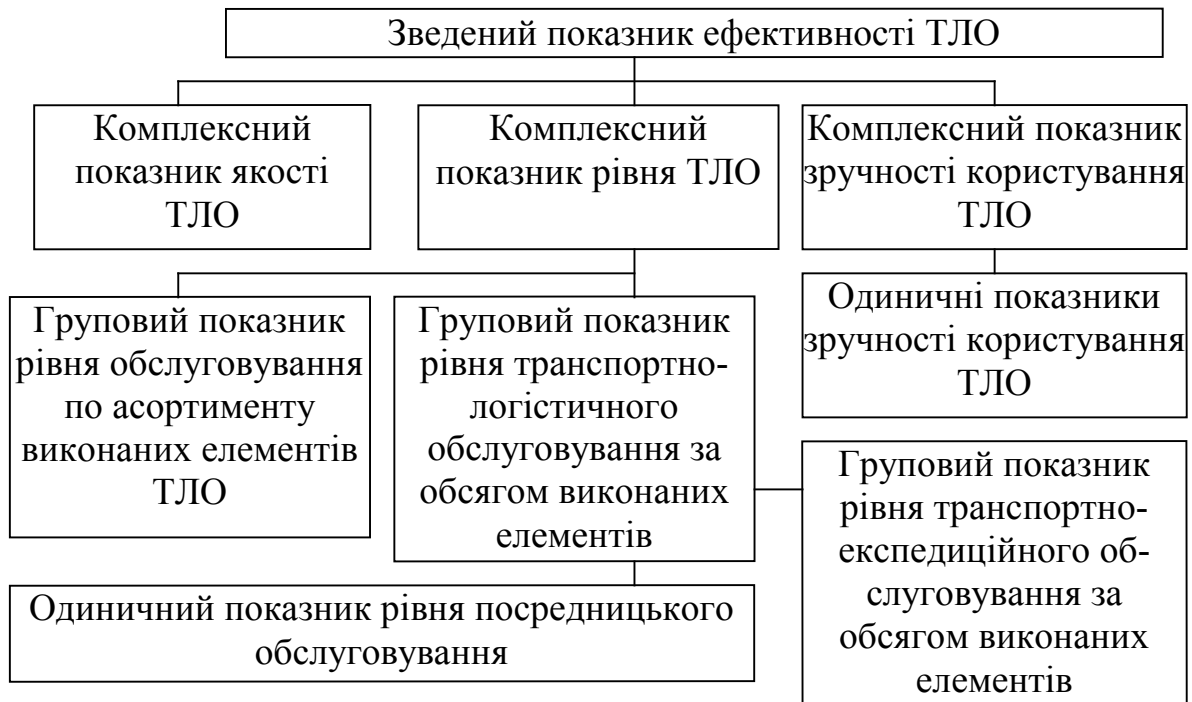 Зведений показник ефективності ТЛО
Комплексний
показник якості
ТЛО
Комплексний
показник рівня ТЛО
Комплексний показник
зручності користування
ТЛО
Груповий показник
рівня обслуговування
по асортименту
виконаних елементів
ТЛО
Груповий показник
рівня транспортно-
логістичного
обслуговування за
обсягом виконаних
елементів
Одиничні показники
зручності користування
ТЛО
Груповий показник
рівня транспортно-
експедиційного об-
слуговування за
обсягом виконаних
елементів
Одиничний показник рівня посредницького
обслуговування